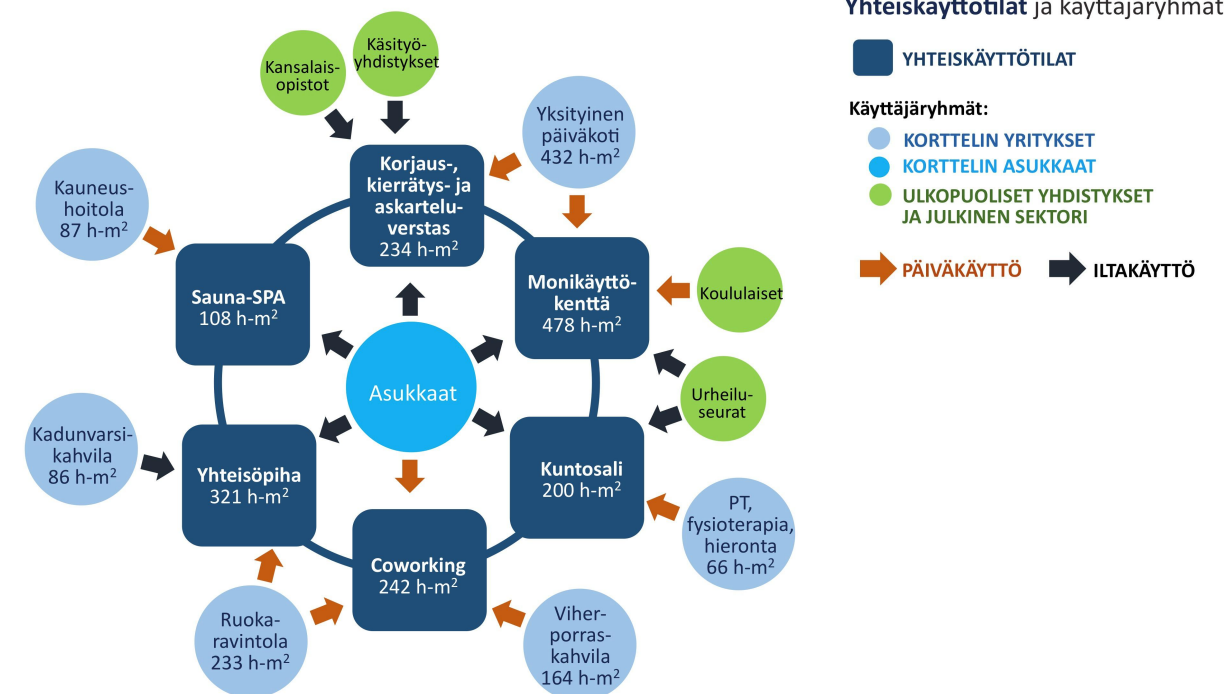 Yhteiskäyttötilat ja käyttäjäryhmät
YHTEISKÄYTTÖTILAT
Käyttäjäryhmät:
KORTTELIN YRITYKSET
KORTTELIN ASUKKAAT
ULKOPUOLISET YHDISTYKSET
JA JULKINEN SEKTORI
PÄIVÄKÄYTTÖ
ILTAKÄYTTÖ
Kansalais-
opistot
Käsityö-
yhdistykset
Yksityinen
päiväkoti
432 h-m²
Korjaus-,
kierrätys- ja
askartelu-
verstas
234 h-m²
Kauneus-
hoitola
87 h-m²
Sauna-SPA
108 h-m²
Monikäyttö-
kenttä
478 h-m²
Koululaiset
Asukkaat
Urheilu-
seurat
Kadunvarsi-
kahvila
86 h-m²
Yhteisöpiha
321 h-m²
Kuntosali
200 h-m²
PT,
fysioterapia,
hieronta
66 h-m²
Coworking
242 h-m²
Ruoka-
ravintola
233 h-m²
Viher-
porras-
kahvila
164 h-m²